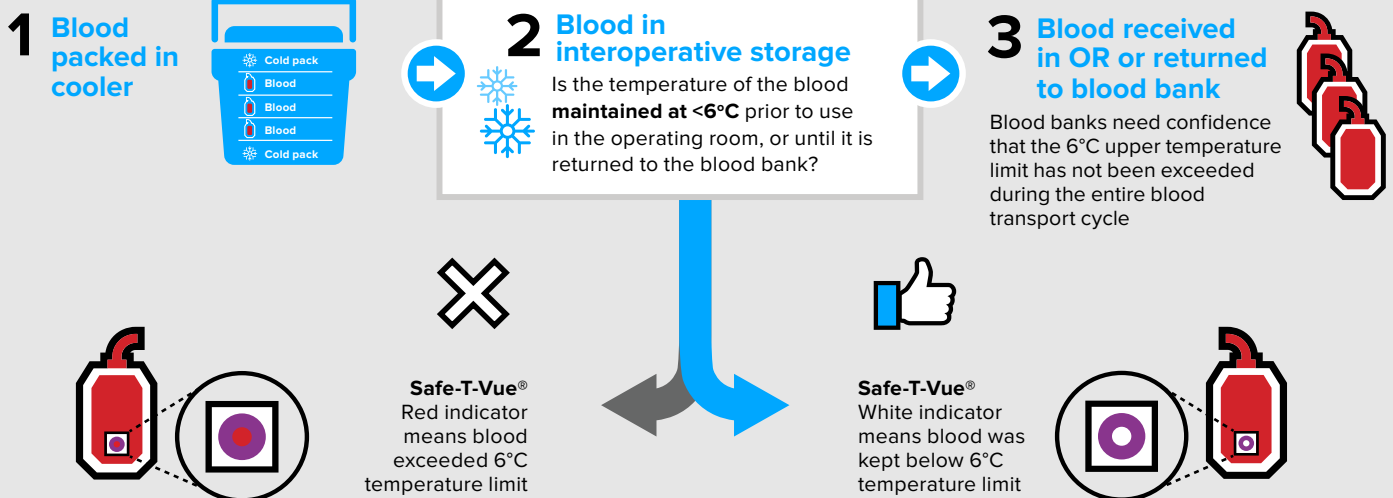 1 Blood
packed in
cooler
Cold pack
Blood
Blood
Blood
Cold pack
2 Blood in
interoperative storage
Is the temperature of the blood
maintained at <6°C prior to use
in the operating room, or until it is
returned to the blood bank?
3 Blood received
in OR or returned
to blood bank
Blood banks need confidence
that the 6°C upper temperature
limit has not been exceeded
during the entire blood
transport cycle
Safe-T-Vue®
Red indicator
means blood
exceeded 6°C
temperature limit
Safe-T-Vue®
White indicator
means blood was
kept below 6°C
temperature limit